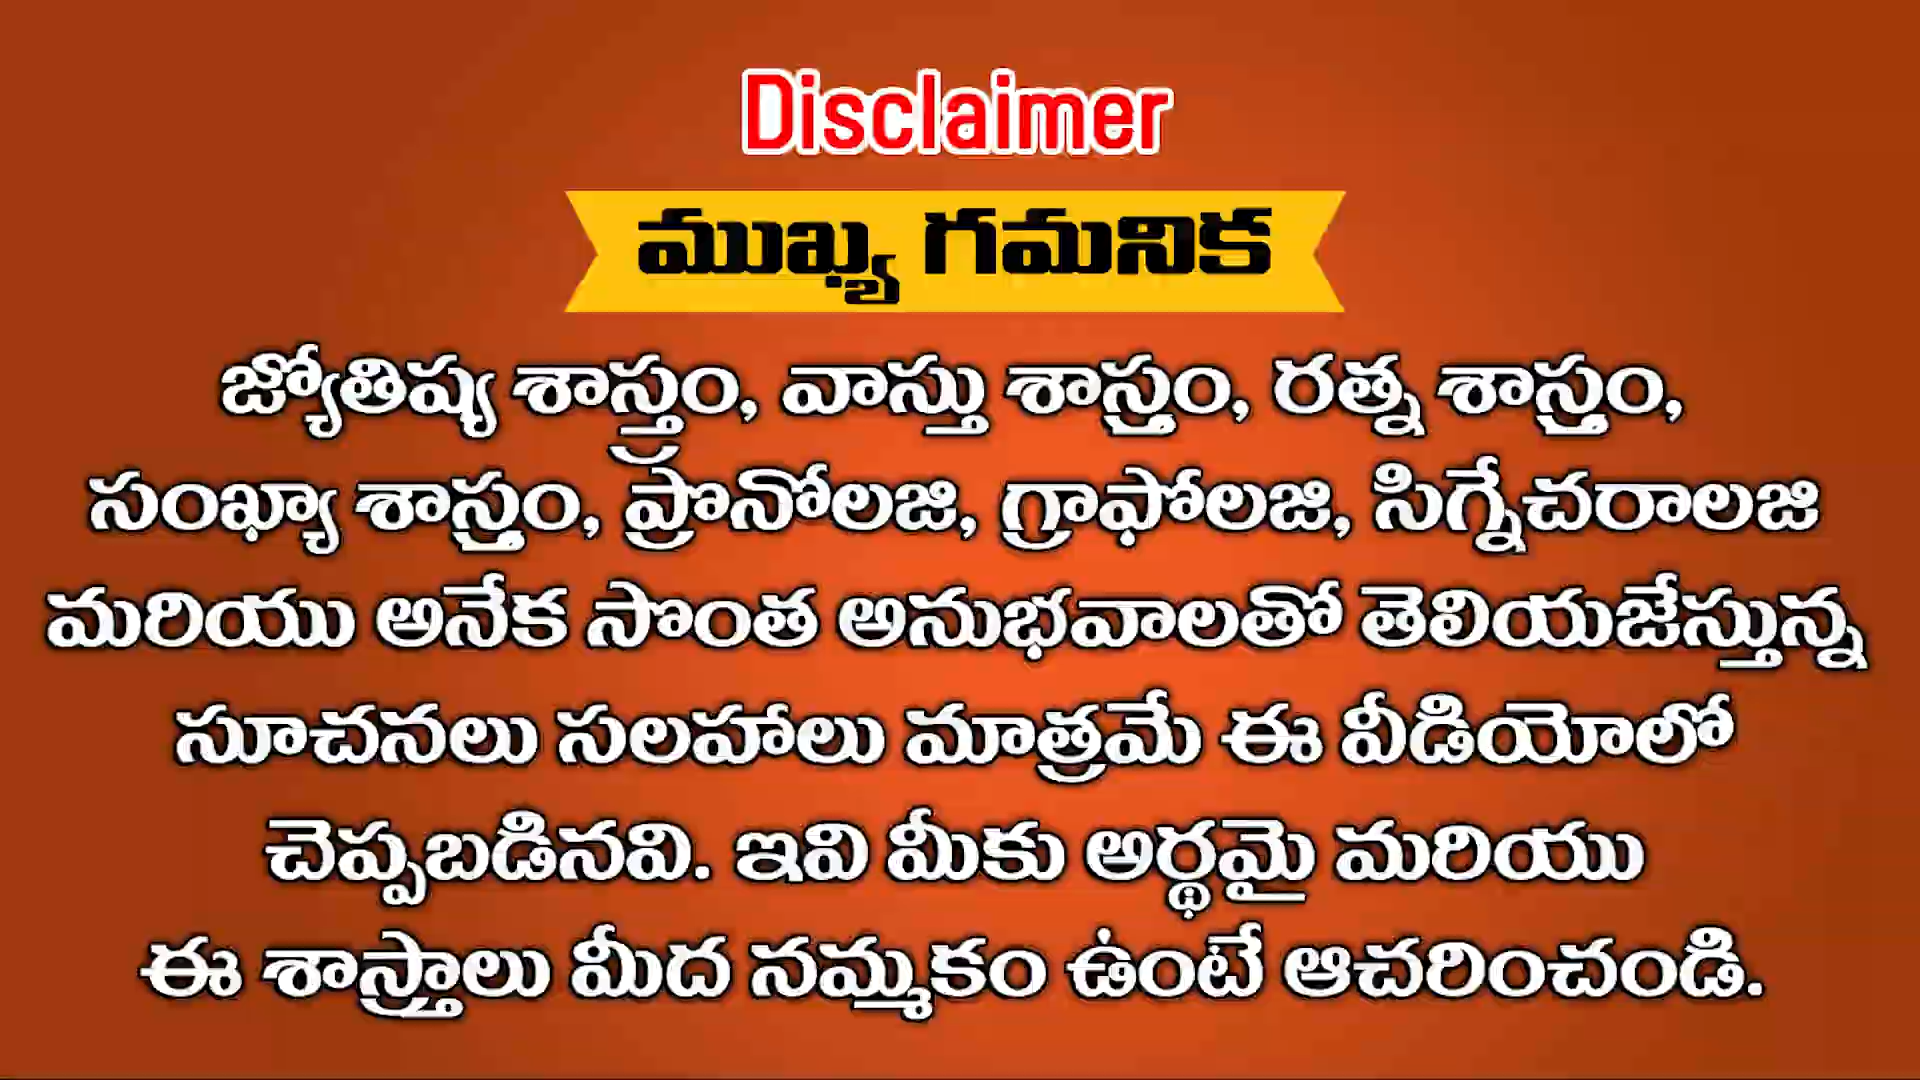 Disclaimer
ముఖ్య గమనిక
జ్యోతిష్య శాస్త్రం, వాస్తు శాస్త్రం, రత్న శాస్త్రం,
సంఖ్యా శాస్త్రం, ప్రొనోలజి, గ్రాఫోలజి, సిగ్నేచరాలజి
మరియు అనేక సొంత అనుభవాలతో తెలియజేస్తున్న
సూచనలు సలహాలు మాత్రమే ఈ వీడియోలో
చెప్పబడినవి. ఇవి మీకు అర్థమై మరియు
ఈ శాస్త్రాలు మీద నమ్మకం ఉంటే ఆచరించండి.